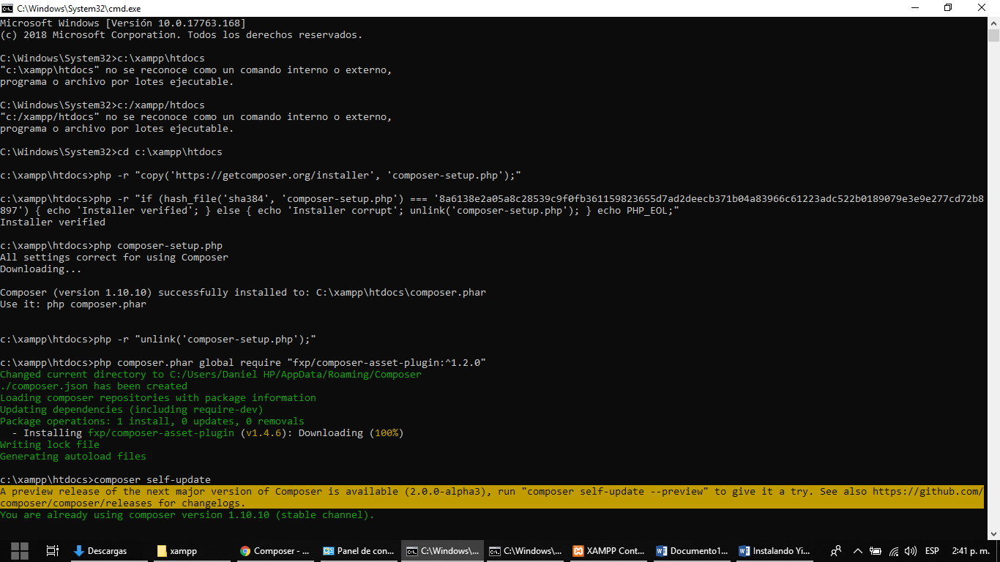 C:\Windows\System32\cmd.exe
Microsoft Windows [Versión 10.0.17763.168]
(c) 2018 Microsoft Corporation. Todos los derechos reservados.
C:\Windows\System32>c:\xampp\htdocs
"c:\xampp\htdocs" no se reconoce como un comando interno o externo,
programa o archivo por lotes ejecutable.
C:\Windows\System32>c:/xampp/htdocs
"c:/xampp/htdocs" no se reconoce como un comando interno o externo,
programa o archivo por lotes ejecutable.
C:\Windows\System32>cd c:\xampp\htdocs
c:\xampp\htdocs>php -r "copy('https://getcomposer.org/installer', 'composer-setup.php');"
c:\xampp\htdocs>php -r "if (hash_file('sha384', 'composer-setup.php') === '8a6138e2a05a8c28539c9f0fb361159823655d7ad2deecb371b04a83966c61223adc522b0189079e3e9e277cd72b8
897') { echo 'Installer verified'; } else { echo 'Installer corrupt'; unlink('composer-setup.php'); } echo PHP_EOL;"
Installer verified
c:\xampp\htdocs>php composer-setup.php
All settings correct for using Composer
Downloading...
Composer (version 1.10.10) successfully installed to: C:\xampp\htdocs\composer.phar
Use it: php composer.phar
c:\xampp\htdocs>php -r "unlink('composer-setup.php');"
c:\xampp\htdocs>php composer.phar global require "fxp/composer-asset-plugin:^1.2.0"
Changed current directory to C:/Users/Daniel HP/AppData/Roaming/Composer
./composer.json has been created
Loading composer repositories with package information
Updating dependencies (including require-dev)
Package operations: 1 install, 0 updates, 0 removals
  - Installing fxp/composer-asset-plugin (v1.4.6): Downloading (100%)
Writing lock file
Generating autoload files
c:\xampp\htdocs>composer self-update
A preview release of the next major version of Composer is available (2.0.0-alpha3), run "composer self-update --preview" to give it a try. See also https://github.com/
composer/composer/releases for changelogs.
You are already using composer version 1.10.10 (stable channel).
Descargas xampp Composer - ... Panel de con... C:\Windows\... C:\Windows\... XAMPP Cont... Documento1... Instalando Yi... ESP 2:41 p. m.